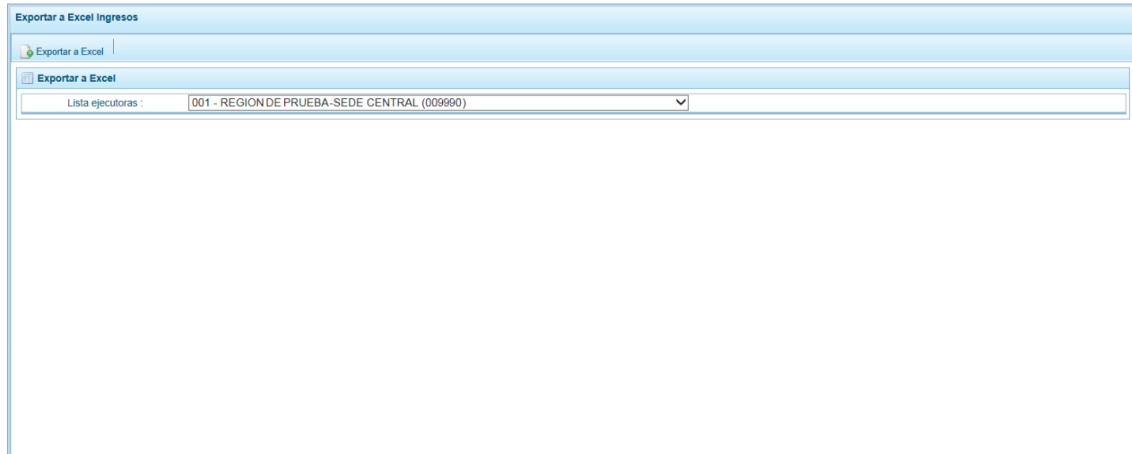 Exportar a Excel Ingresos
Exportar a Excel
Exportar a Excel
Lista ejecutoras : 001 - REGION DE PRUEBA-SEDE CENTRAL (009990)